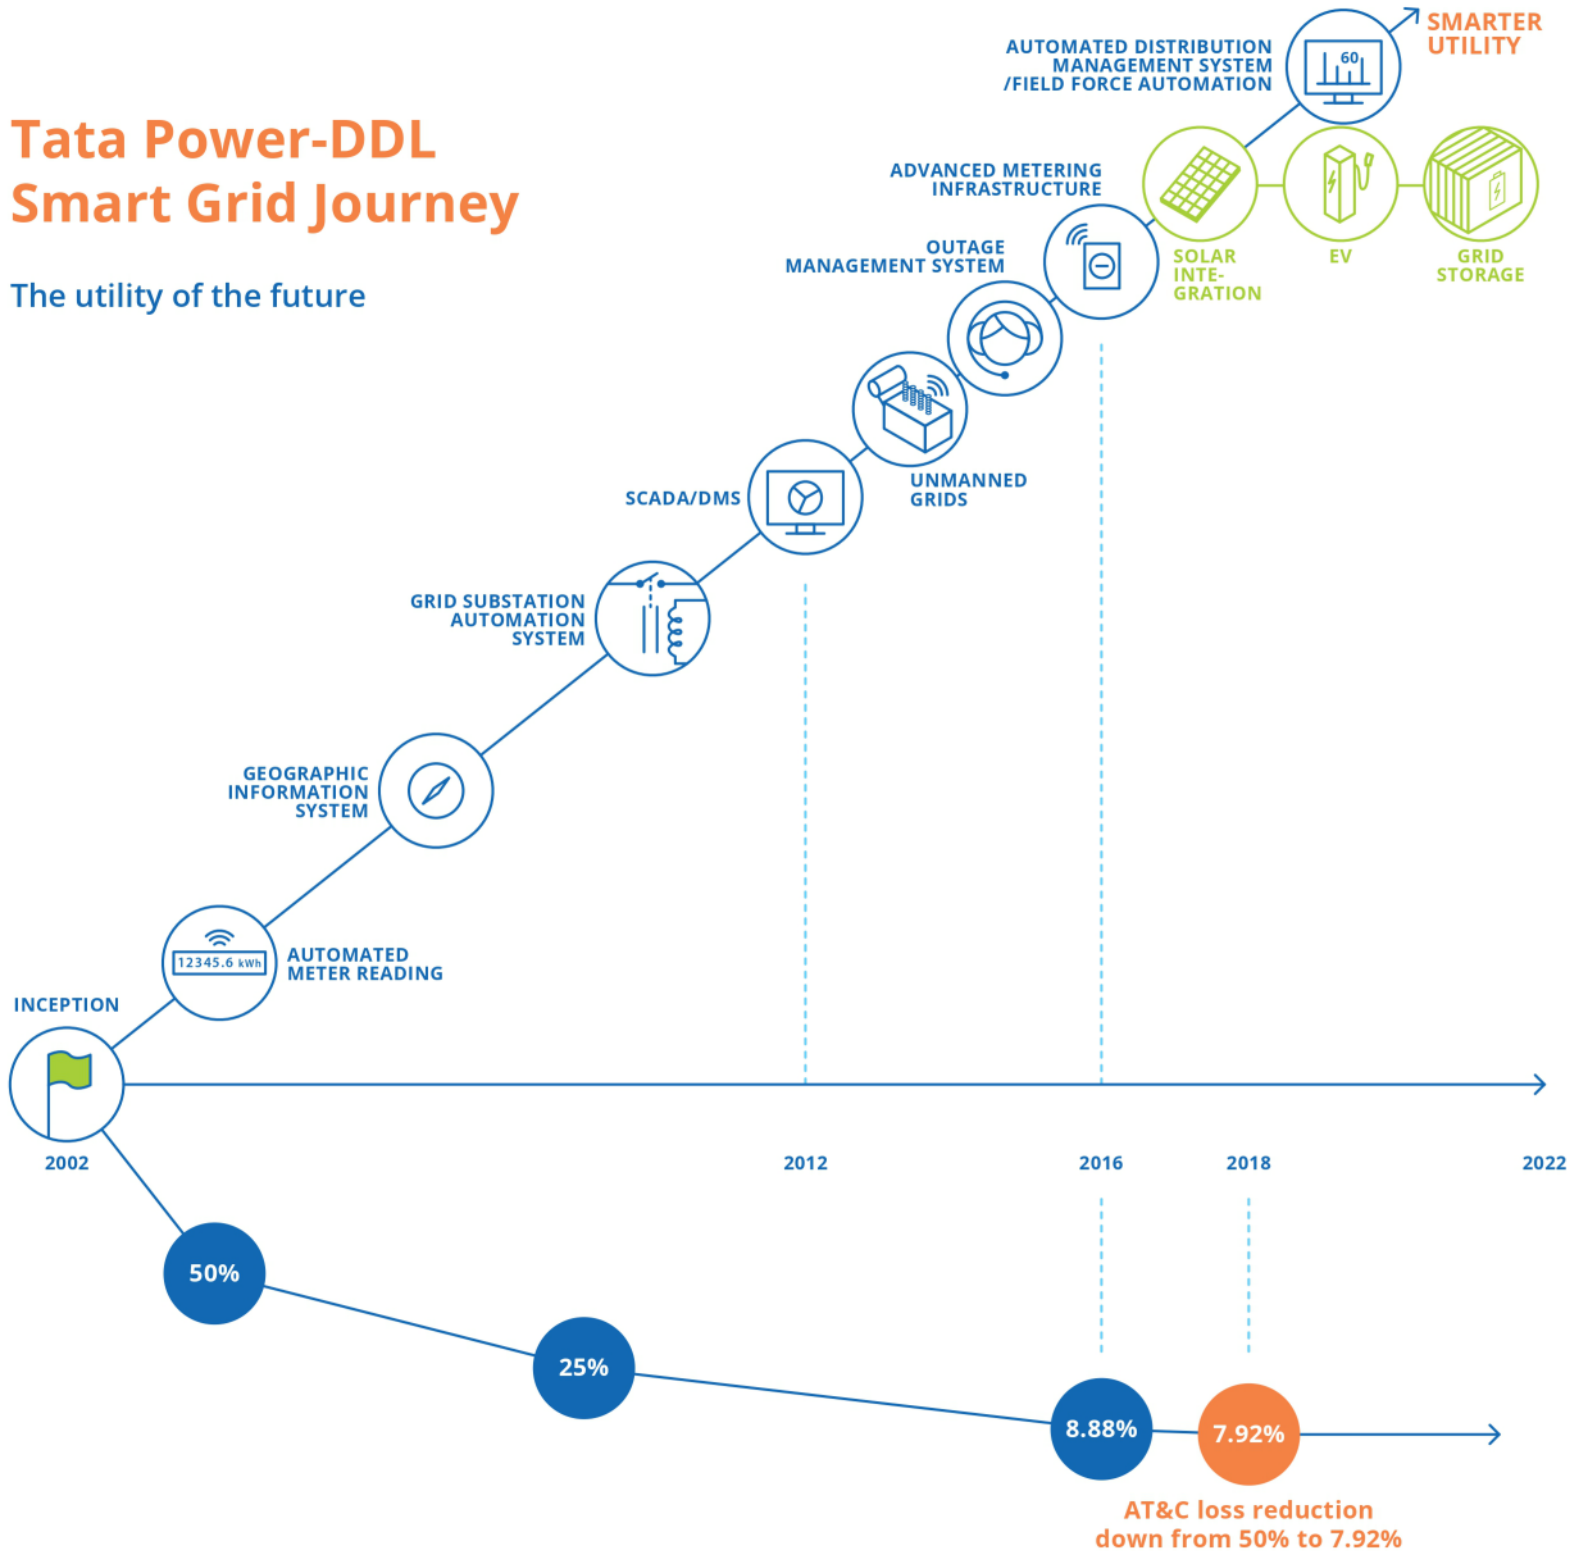 Tata Power-DDL
Smart Grid Journey
The utility of the future
SMARTER
UTILITY
AUTOMATED DISTRIBUTION
MANAGEMENT SYSTEM
/FIELD FORCE AUTOMATION
60
ADVANCED METERING
INFRASTRUCTURE
SOLAR
INTE-
GRATION
EV
GRID
STORAGE
OUTAGE
MANAGEMENT SYSTEM
UNMANNED
GRIDS
SCADA/DMS
GRID SUBSTATION
AUTOMATION
SYSTEM
GEOGRAPHIC
INFORMATION
SYSTEM
12345.6 kWh
AUTOMATED
METER READING
INCEPTION
2002
2012
2016
2018
2022
50%
25%
8.88%
7.92%
AT&C loss reduction
down from 50% to 7.92%